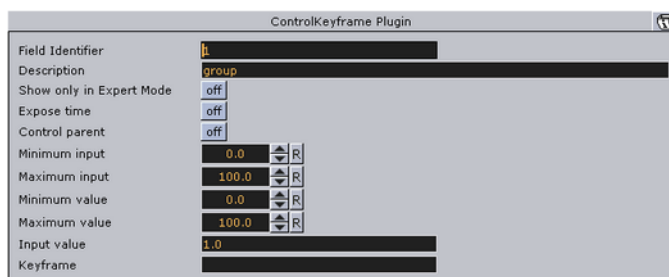 ControlKeyframe Plugin
Field Identifier 1
Description group
Show only in Expert Mode off
Expose time off
Control parent off
Minimum input 0.0 R
Maximum input 100.0 R
Minimum value 0.0 R
Maximum value 100.0 R
Input value 1.0
Keyframe